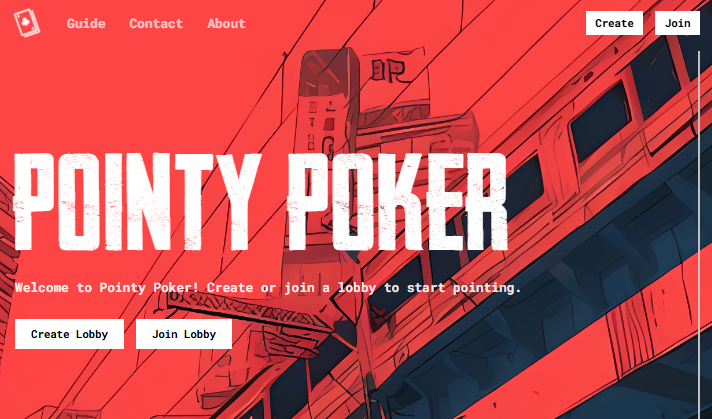 Guide Contact About Create Join
POINTY POKER
Welcome to Pointy Poker! Create or join a lobby to start pointing.
Create Lobby Join Lobby